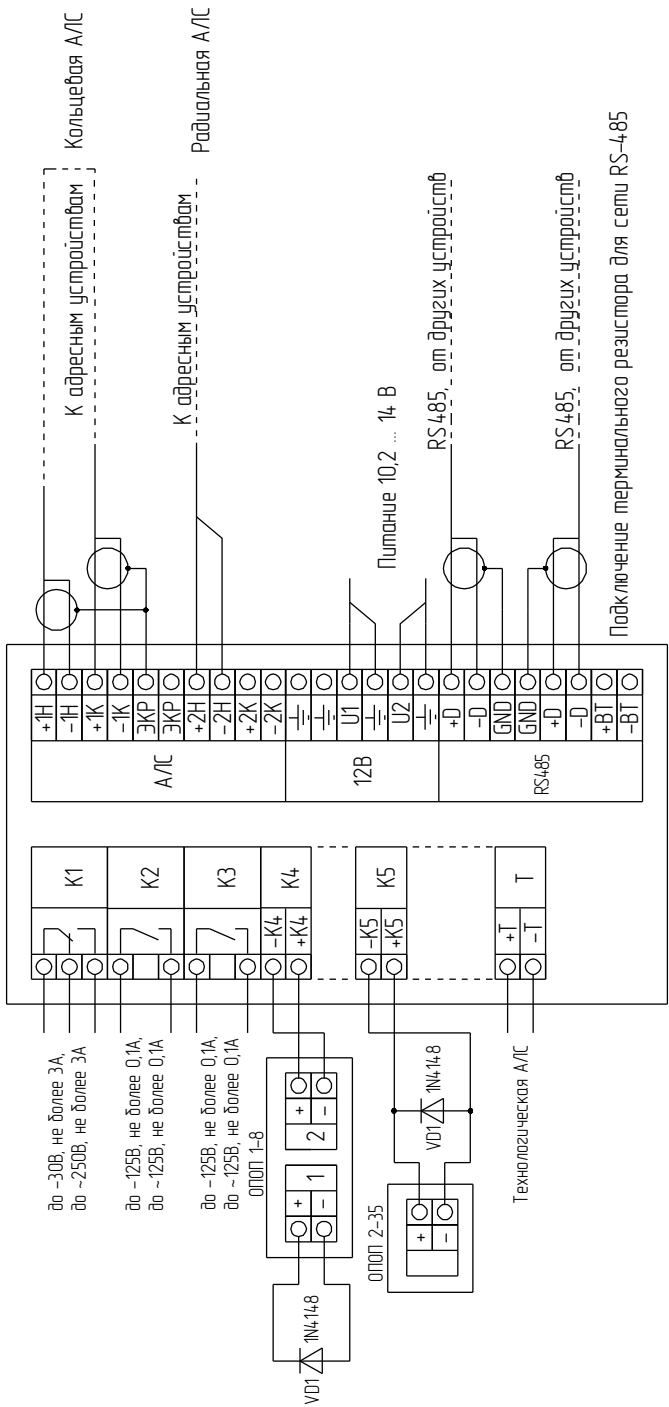 Кольцевая А/ЛС
К адресным устройствам
Радиальная А/ЛС
К адресным устройствам
Питание 10,2 ... 14 В
RS485, от других устройств
RS485, от других устройств
Подключение терминального резистора для сети RS-485
+1Н
-1Н
+1К
-1К
ЭКР
ЭКР
+2Н
-2Н
+2К
-2К
U1
U2
+D
-D
GND
GND
+D
-D
+ВТ
-ВТ
А/ЛС
12В
RS485
К1
К2
К3
К4
-К4
+К4
К5
-К5
+К5
Т
+Т
-Т
до -30В, не более 3А,
до ~250В, не более 3А
до -125В, не более 0,1А,
до ~125В, не более 0,1А
до -125В, не более 0,1А,
до ~125В, не более 0,1А
ОПОП 1-8
+
-
1
+
-
2
VD1
1N4148
ОПОП 2-35
+
-
VD1
1N4148
Технологическая А/ЛС